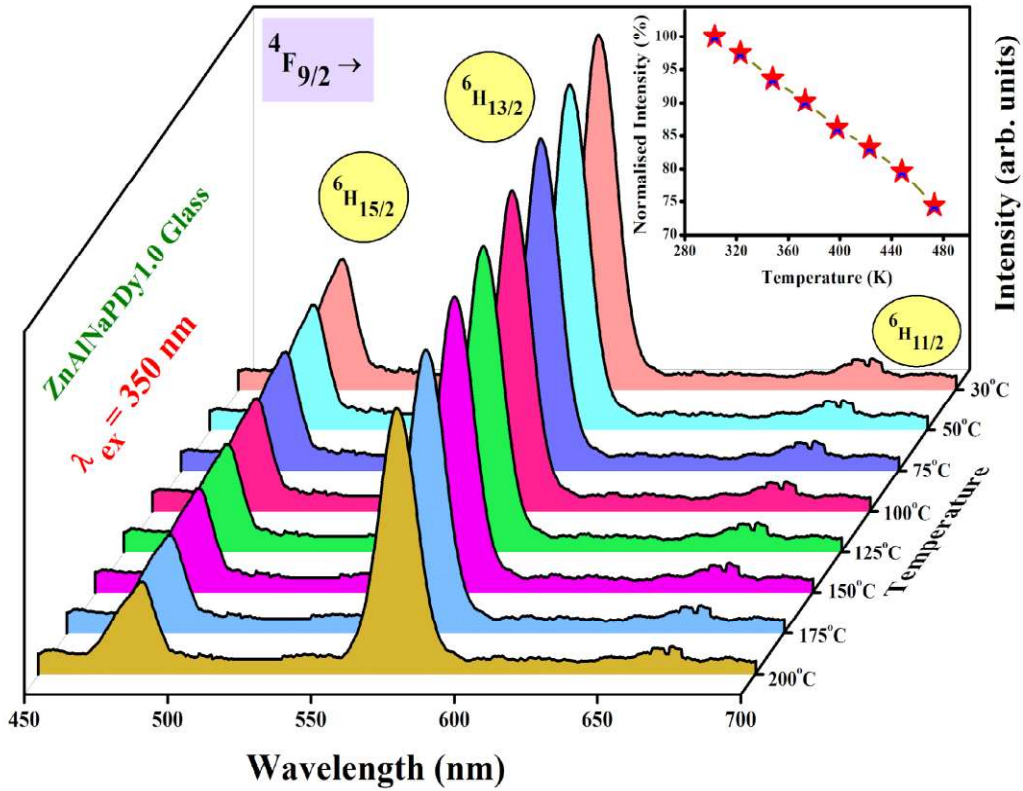 ⁴F₉/₂ →
⁶H₁₅/₂
⁶H₁₃/₂
⁶H₁₁/₂
ZnAlNaPDy1.0 Glass
λₑₓ = 350 nm
Normalised Intensity (%)
100
95
90
85
80
75
70
280 320 360 400 440 480
Temperature (K)
Intensity (arb. units)
30°C
50°C
75°C
100°C
125°C
150°C
175°C
200°C
Temperature
450 500 550 600 650 700
Wavelength (nm)